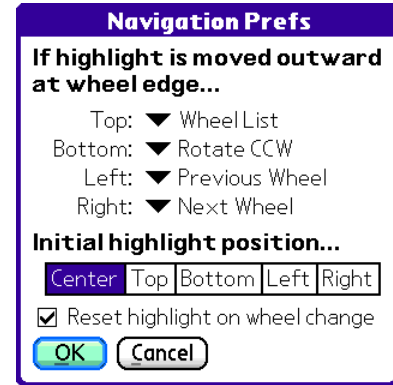 Navigation Prefs
If highlight is moved outward
at wheel edge...
Top: Wheel List
Bottom: Rotate CCW
Left: Previous Wheel
Right: Next Wheel
Initial highlight position...
Center Top Bottom Left Right
Reset highlight on wheel change
OK Cancel